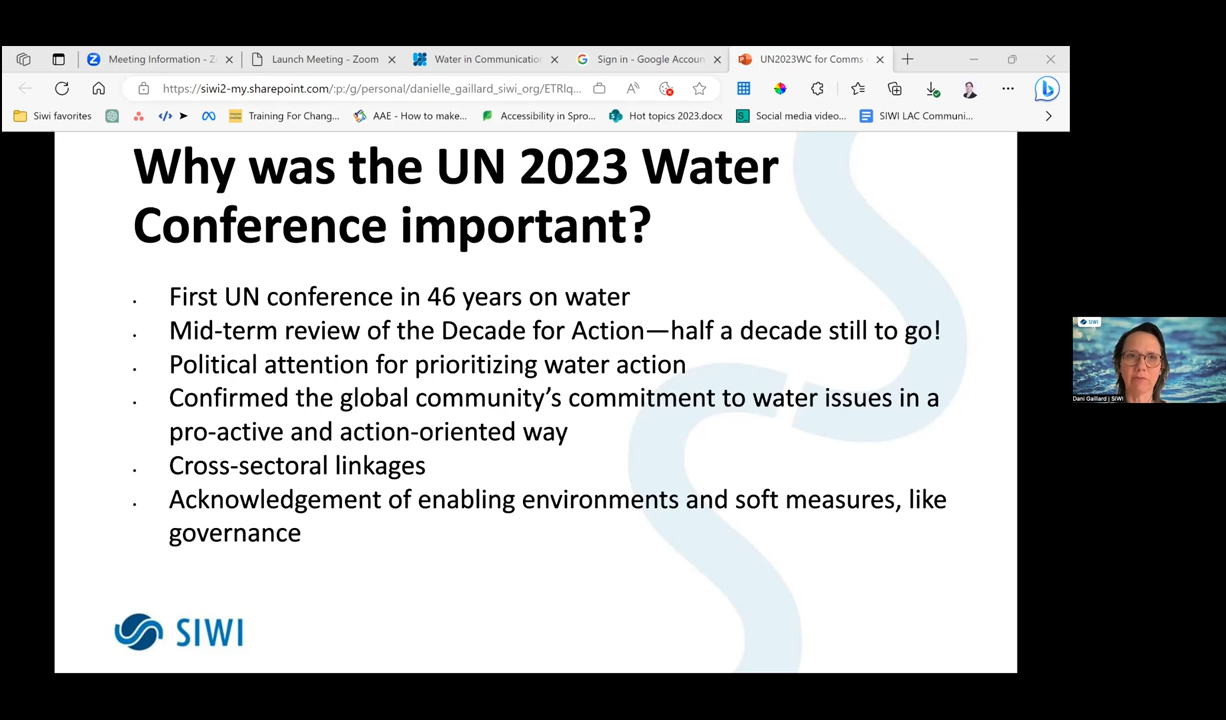 Meeting Information - Z
Launch Meeting - Zoom
Water in Communication
Sign in - Google Accoun
UN2023WC for Comms
https://siwi2-my.sharepoint.com/:p:/g/personal/danielle_gaillard_siwi_org/ETRlq...
Siwi favorites
Training For Chang...
AAE - How to make...
Accessibility in Spro...
Hot topics 2023.docx
Social media video...
SIWI LAC Communi...
Why was the UN 2023 Water
Conference important?
First UN conference in 46 years on water
Mid-term review of the Decade for Action—half a decade still to go!
Political attention for prioritizing water action
Confirmed the global community’s commitment to water issues in a
pro-active and action-oriented way
Cross-sectoral linkages
Acknowledgement of enabling environments and soft measures, like
governance
SIWI
SIWI
Dani Gaillard | SIWI